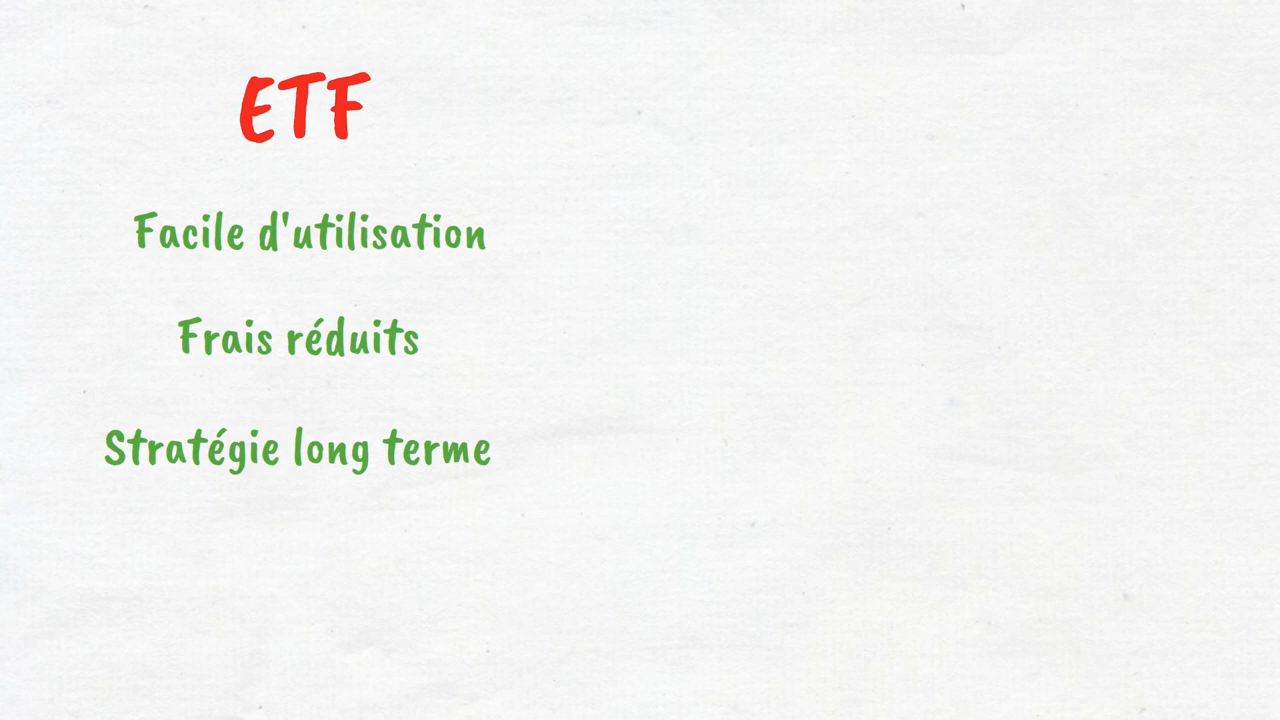 ETF
Facile d'utilisation
Frais réduits
Stratégie long terme